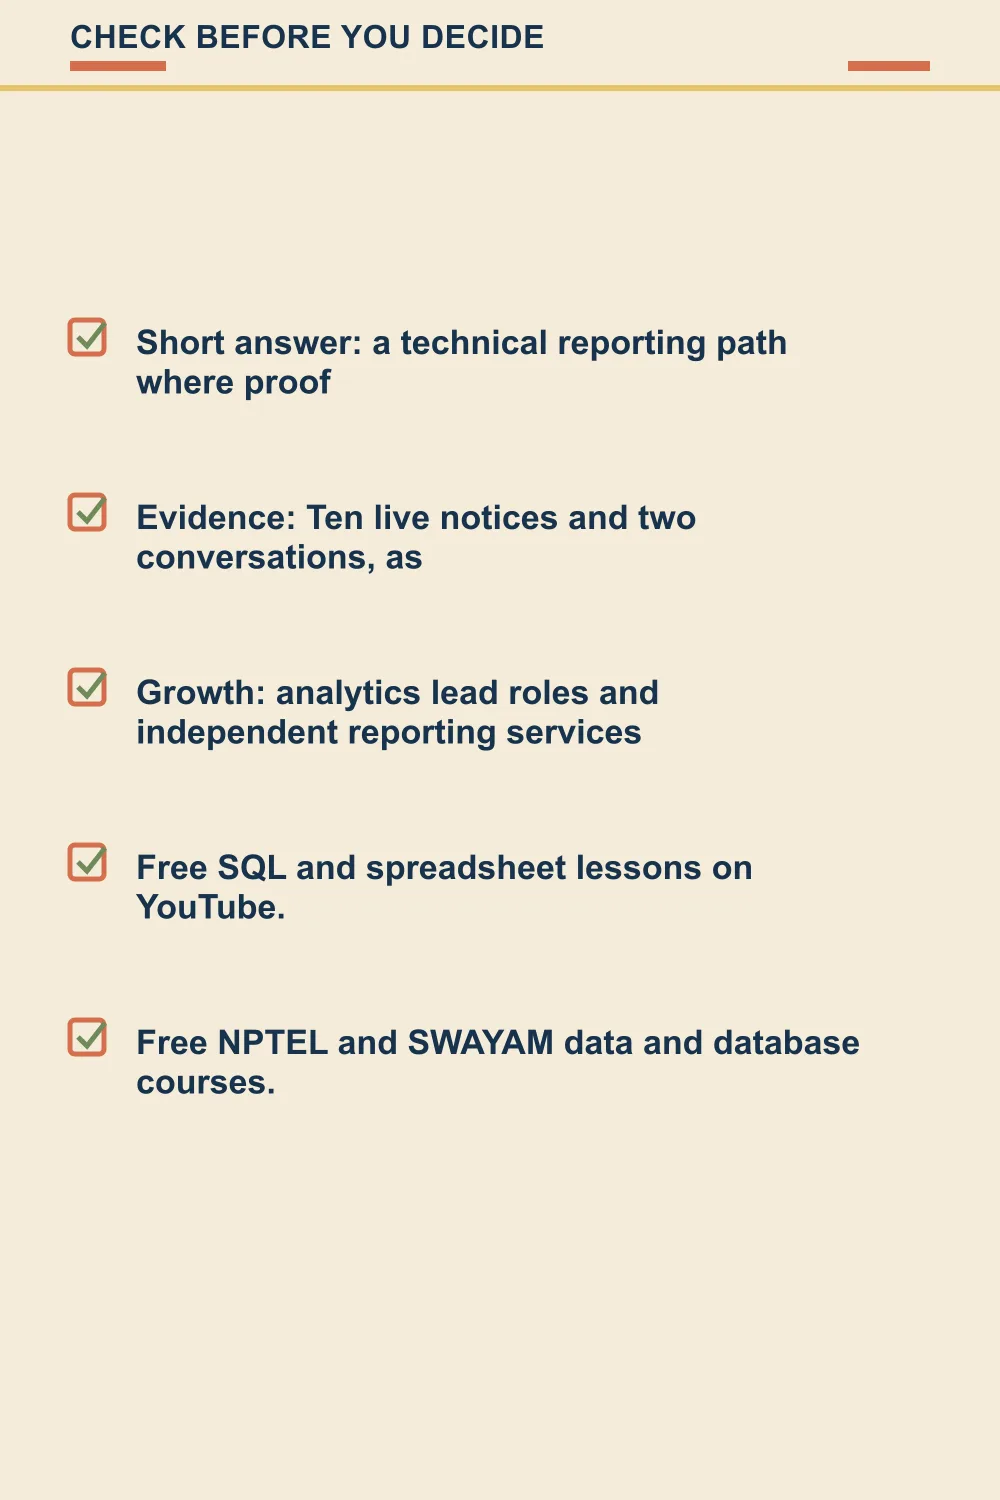 CHECK BEFORE YOU DECIDE
Short answer: a technical reporting path
where proof
Evidence: Ten live notices and two
conversations, as
Growth: analytics lead roles and
independent reporting services
Free SQL and spreadsheet lessons on
YouTube.
Free NPTEL and SWAYAM data and database
courses.